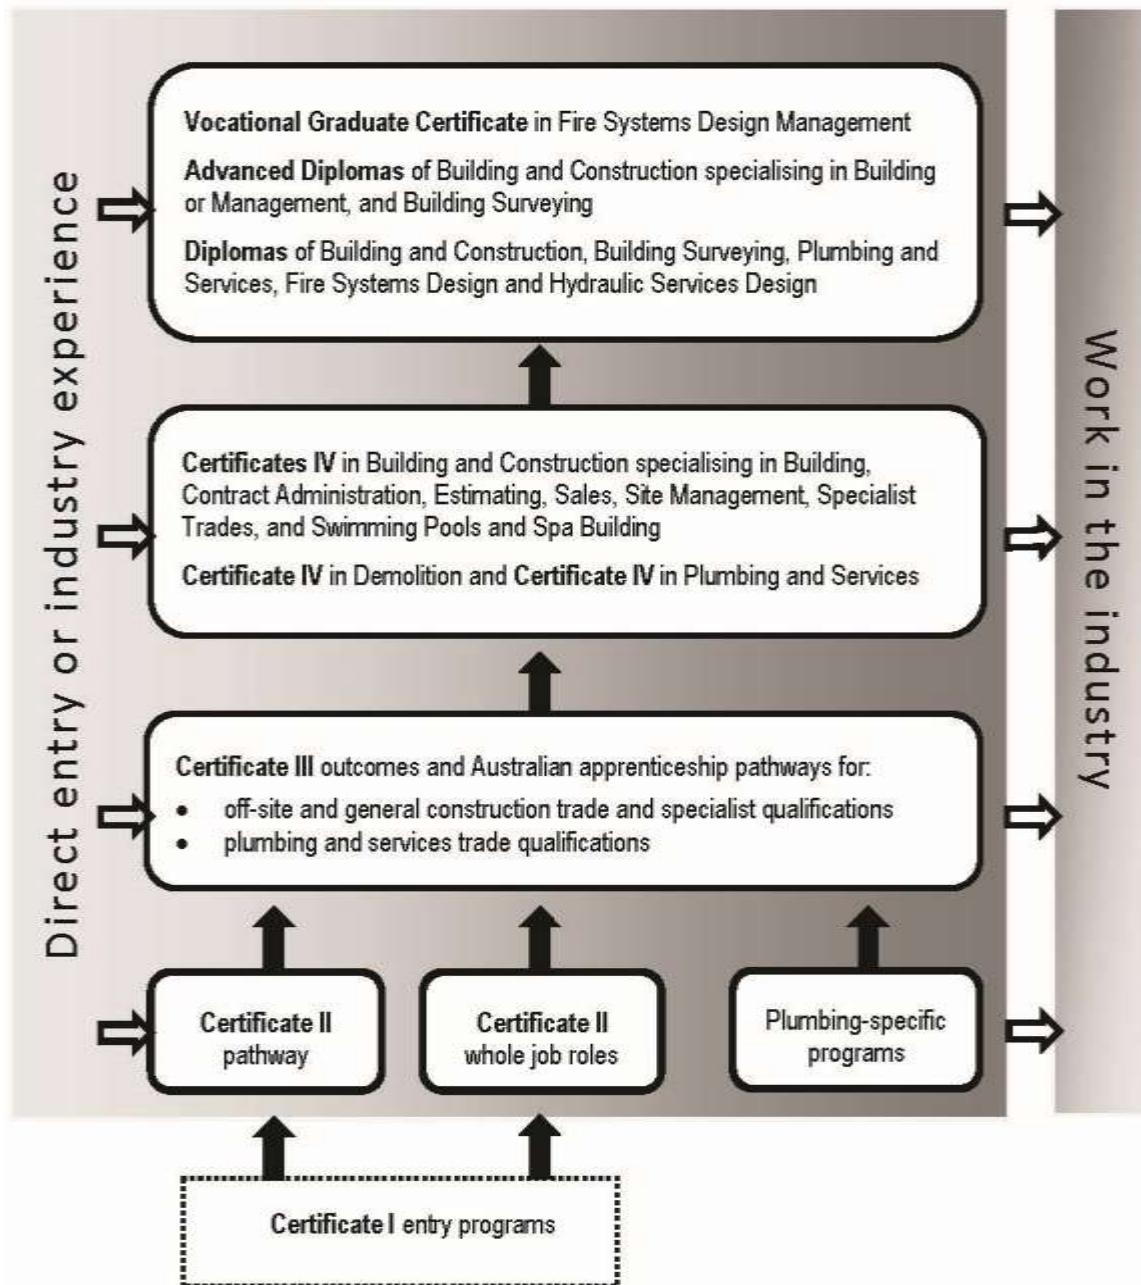 Direct entry or industry experience
Vocational Graduate Certificate in Fire Systems Design Management
Advanced Diplomas of Building and Construction specialising in Building
or Management, and Building Surveying
Diplomas of Building and Construction, Building Surveying, Plumbing and
Services, Fire Systems Design and Hydraulic Services Design
Certificates IV in Building and Construction specialising in Building,
Contract Administration, Estimating, Sales, Site Management, Specialist
Trades, and Swimming Pools and Spa Building
Certificate IV in Demolition and Certificate IV in Plumbing and Services
Certificate III outcomes and Australian apprenticeship pathways for:
• off-site and general construction trade and specialist qualifications
• plumbing and services trade qualifications
Certificate II
pathway
Certificate II
whole job roles
Plumbing-specific
programs
Certificate I entry programs
Work in the industry